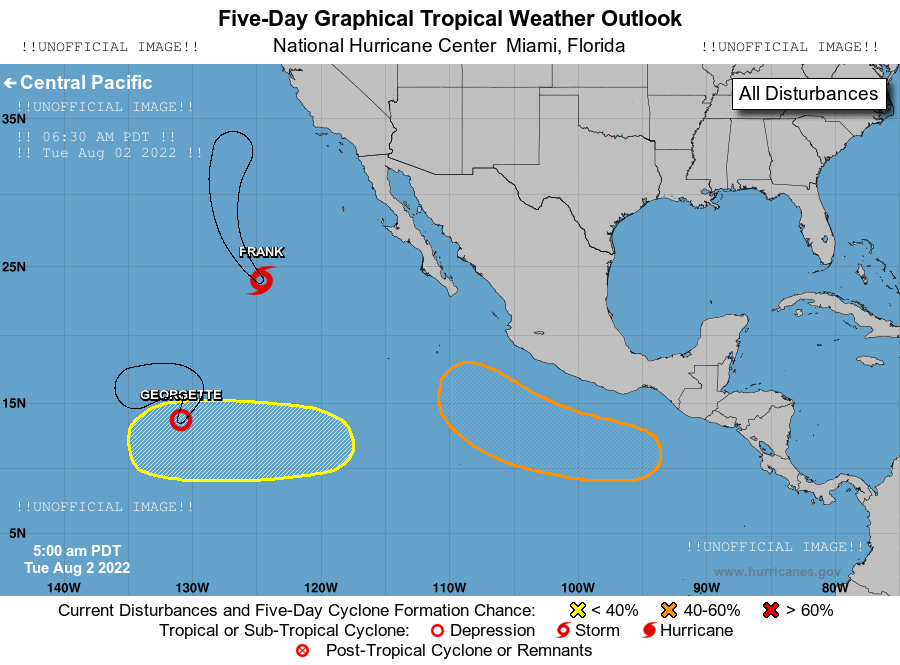 Five-Day Graphical Tropical Weather Outlook
!!UNOFFICIAL IMAGE!! National Hurricane Center Miami, Florida !!UNOFFICIAL IMAGE!!
← Central Pacific
All Disturbances
!!UNOFFICIAL IMAGE!!
35N
!! 06:30 AM PDT !!
!! Tue Aug 02 2022 !!
FRANK
25N
GEORGETTE
15N
!!UNOFFICIAL IMAGE!!
5N
5:00 am PDT
Tue Aug 2 2022
!!UNOFFICIAL IMAGE!!
www.hurricanes.gov
140W 130W 120W 110W 100W 90W 80W
Current Disturbances and Five-Day Cyclone Formation Chance: < 40% 40-60% > 60%
Tropical or Sub-Tropical Cyclone: Depression Storm Hurricane
Post-Tropical Cyclone or Remnants